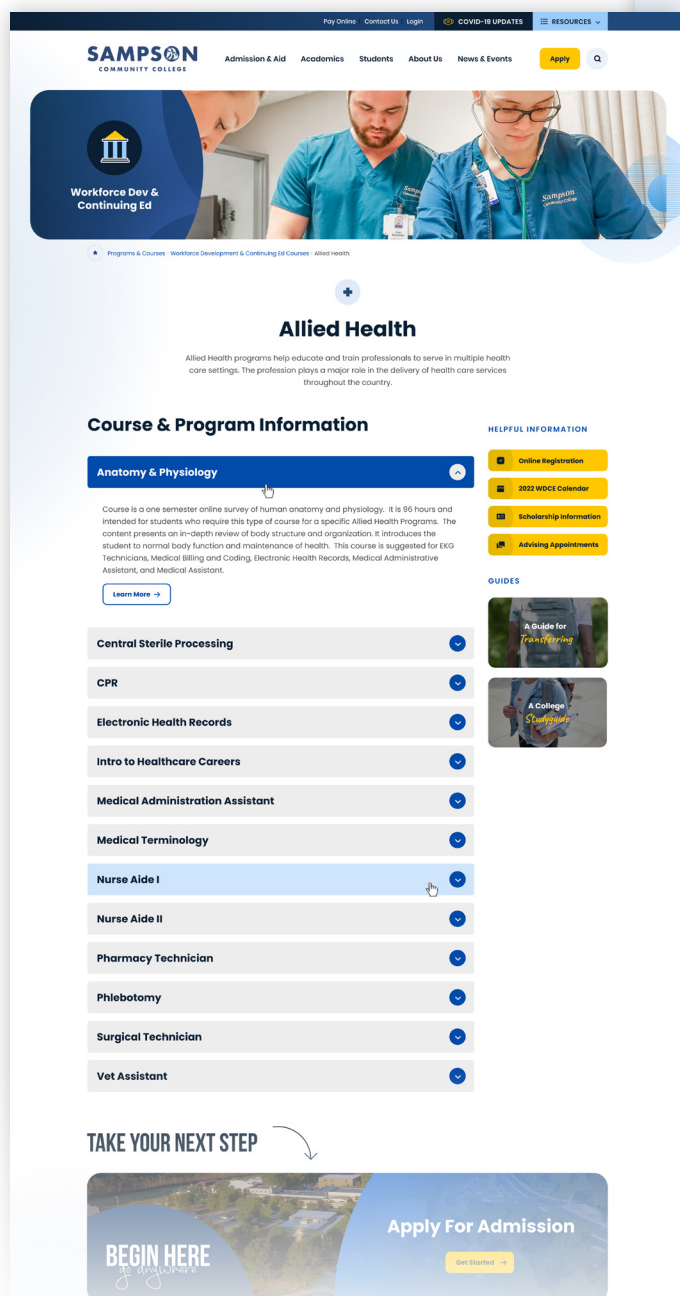 Pay Online
Contact Us
Login
COVID-19 UPDATES
RESOURCES
SAMPSON
COMMUNITY COLLEGE
Admission & Aid
Academics
Students
About Us
News & Events
Apply
Workforce Dev &
Continuing Ed
Sampson
Sampson
Community College
Programs & Courses - Workforce Development & Continuing Ed Courses - Allied Health
Allied Health
Allied Health programs help educate and train professionals to serve in multiple health
care settings. The profession plays a major role in the delivery of health care services
throughout the country.
Course & Program Information
Anatomy & Physiology
Course is a one semester online survey of human anatomy and physiology. It is 96 hours and
intended for students who require this type of course for a specific Allied Health Programs. The
content presents an in-depth review of body structure and organization. It introduces the
student to normal body function and maintenance of health. This course is suggested for EKG
Technicians, Medical Billing and Coding, Electronic Health Records, Medical Administrative
Assistant, and Medical Assistant.
Learn More →
Central Sterile Processing
CPR
Electronic Health Records
Intro to Healthcare Careers
Medical Administration Assistant
Medical Terminology
Nurse Aide I
Nurse Aide II
Pharmacy Technician
Phlebotomy
Surgical Technician
Vet Assistant
HELPFUL INFORMATION
Online Registration
2022 WDCE Calendar
Scholarship Information
Advising Appointments
GUIDES
A Guide for
Transferring
A College
Studyguide
TAKE YOUR NEXT STEP
BEGIN HERE
go anywhere
Apply For Admission
Get Started →